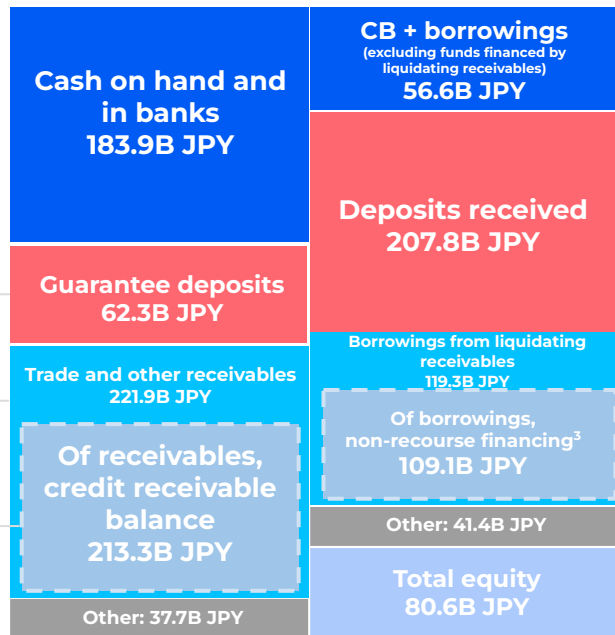 Cash on hand and
in banks
183.9B JPY
Guarantee deposits
62.3B JPY
Trade and other receivables
221.9B JPY
Of receivables,
credit receivable
balance
213.3B JPY
Other: 37.7B JPY
CB + borrowings
(excluding funds financed by
liquidating receivables)
56.6B JPY
Deposits received
207.8B JPY
Borrowings from liquidating
receivables
119.3B JPY
Of borrowings,
non-recourse financing³
109.1B JPY
Other: 41.4B JPY
Total equity
80.6B JPY